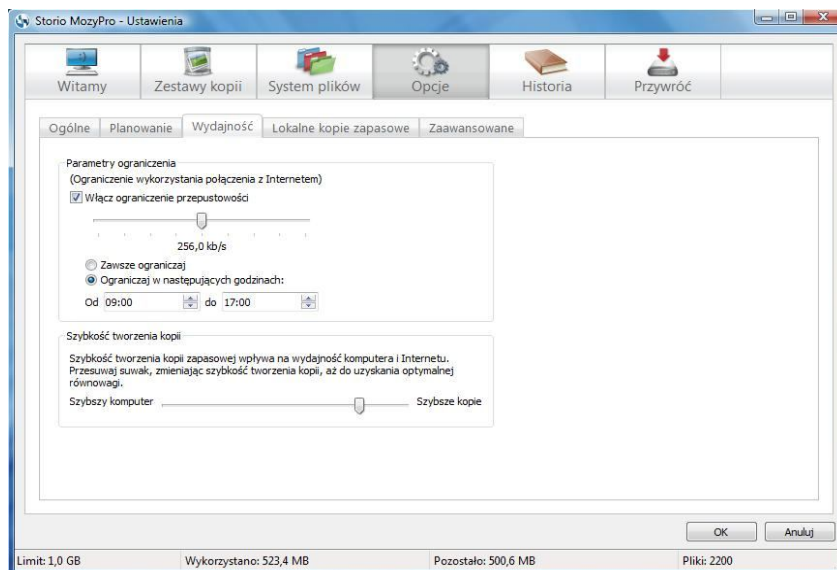 Storio MozyPro - Ustawienia
Witamy
Zestawy kopii
System plików
Opcje
Historia
Przywróć
Ogólne
Planowanie
Wydajność
Lokalne kopie zapasowe
Zaawansowane
Parametry ograniczenia
(Ograniczenie wykorzystania połączenia z Internetem)
Włącz ograniczenie przepustowości
256,0 kb/s
Zawsze ograniczaj
Ograniczaj w następujących godzinach:
Od 09:00 do 17:00
Szybkość tworzenia kopii
Szybkość tworzenia kopii zapasowej wpływa na wydajność komputera i Internetu.
Przesuwaj suwak, zmieniając szybkość tworzenia kopii, aż do uzyskania optymalnej
równowagi.
Szybszy komputer Szybsze kopie
OK Anuluj
Limit: 1,0 GB Wykorzystano: 523,4 MB Pozostało: 500,6 MB Pliki: 2200